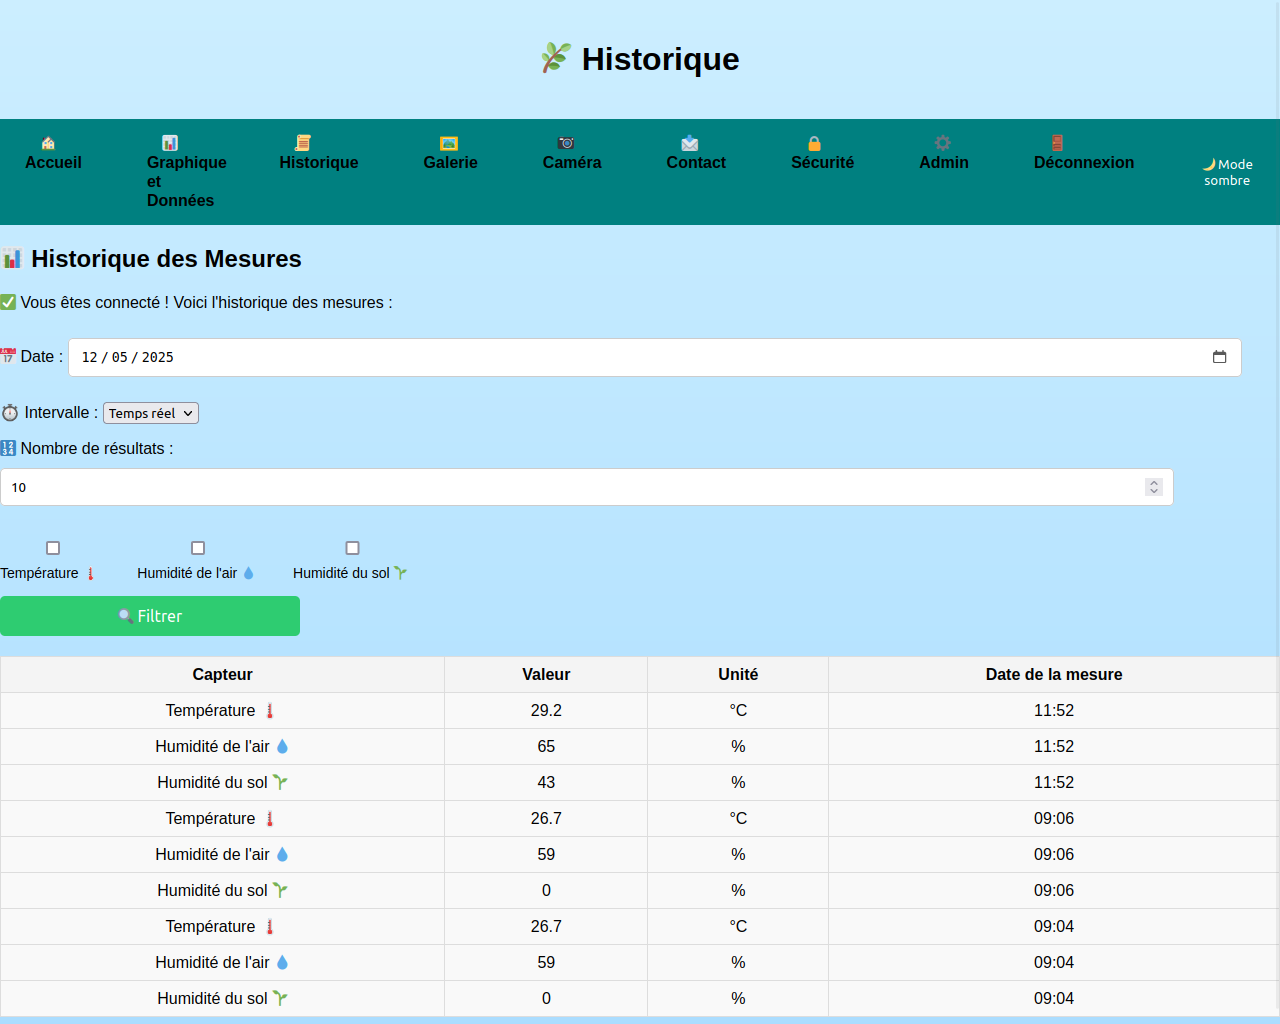 🌿 Historique
🏠 Accueil
📊 Graphique et Données
📜 Historique
🖼️ Galerie
📷 Caméra
📩 Contact
🔒 Sécurité
⚙️ Admin
🚪 Déconnexion
🌙 Mode sombre
📊 Historique des Mesures
✅ Vous êtes connecté ! Voici l'historique des mesures :
📅 Date : 12 / 05 / 2025
⏱️ Intervalle : Temps réel
🔢 Nombre de résultats :
10
Température 🌡️ Humidité de l'air 💧 Humidité du sol 🌱
🔍 Filtrer
Capteur Valeur Unité Date de la mesure
Température 🌡️ 29.2 °C 11:52
Humidité de l'air 💧 65 % 11:52
Humidité du sol 🌱 43 % 11:52
Température 🌡️ 26.7 °C 09:06
Humidité de l'air 💧 59 % 09:06
Humidité du sol 🌱 0 % 09:06
Température 🌡️ 26.7 °C 09:04
Humidité de l'air 💧 59 % 09:04
Humidité du sol 🌱 0 % 09:04